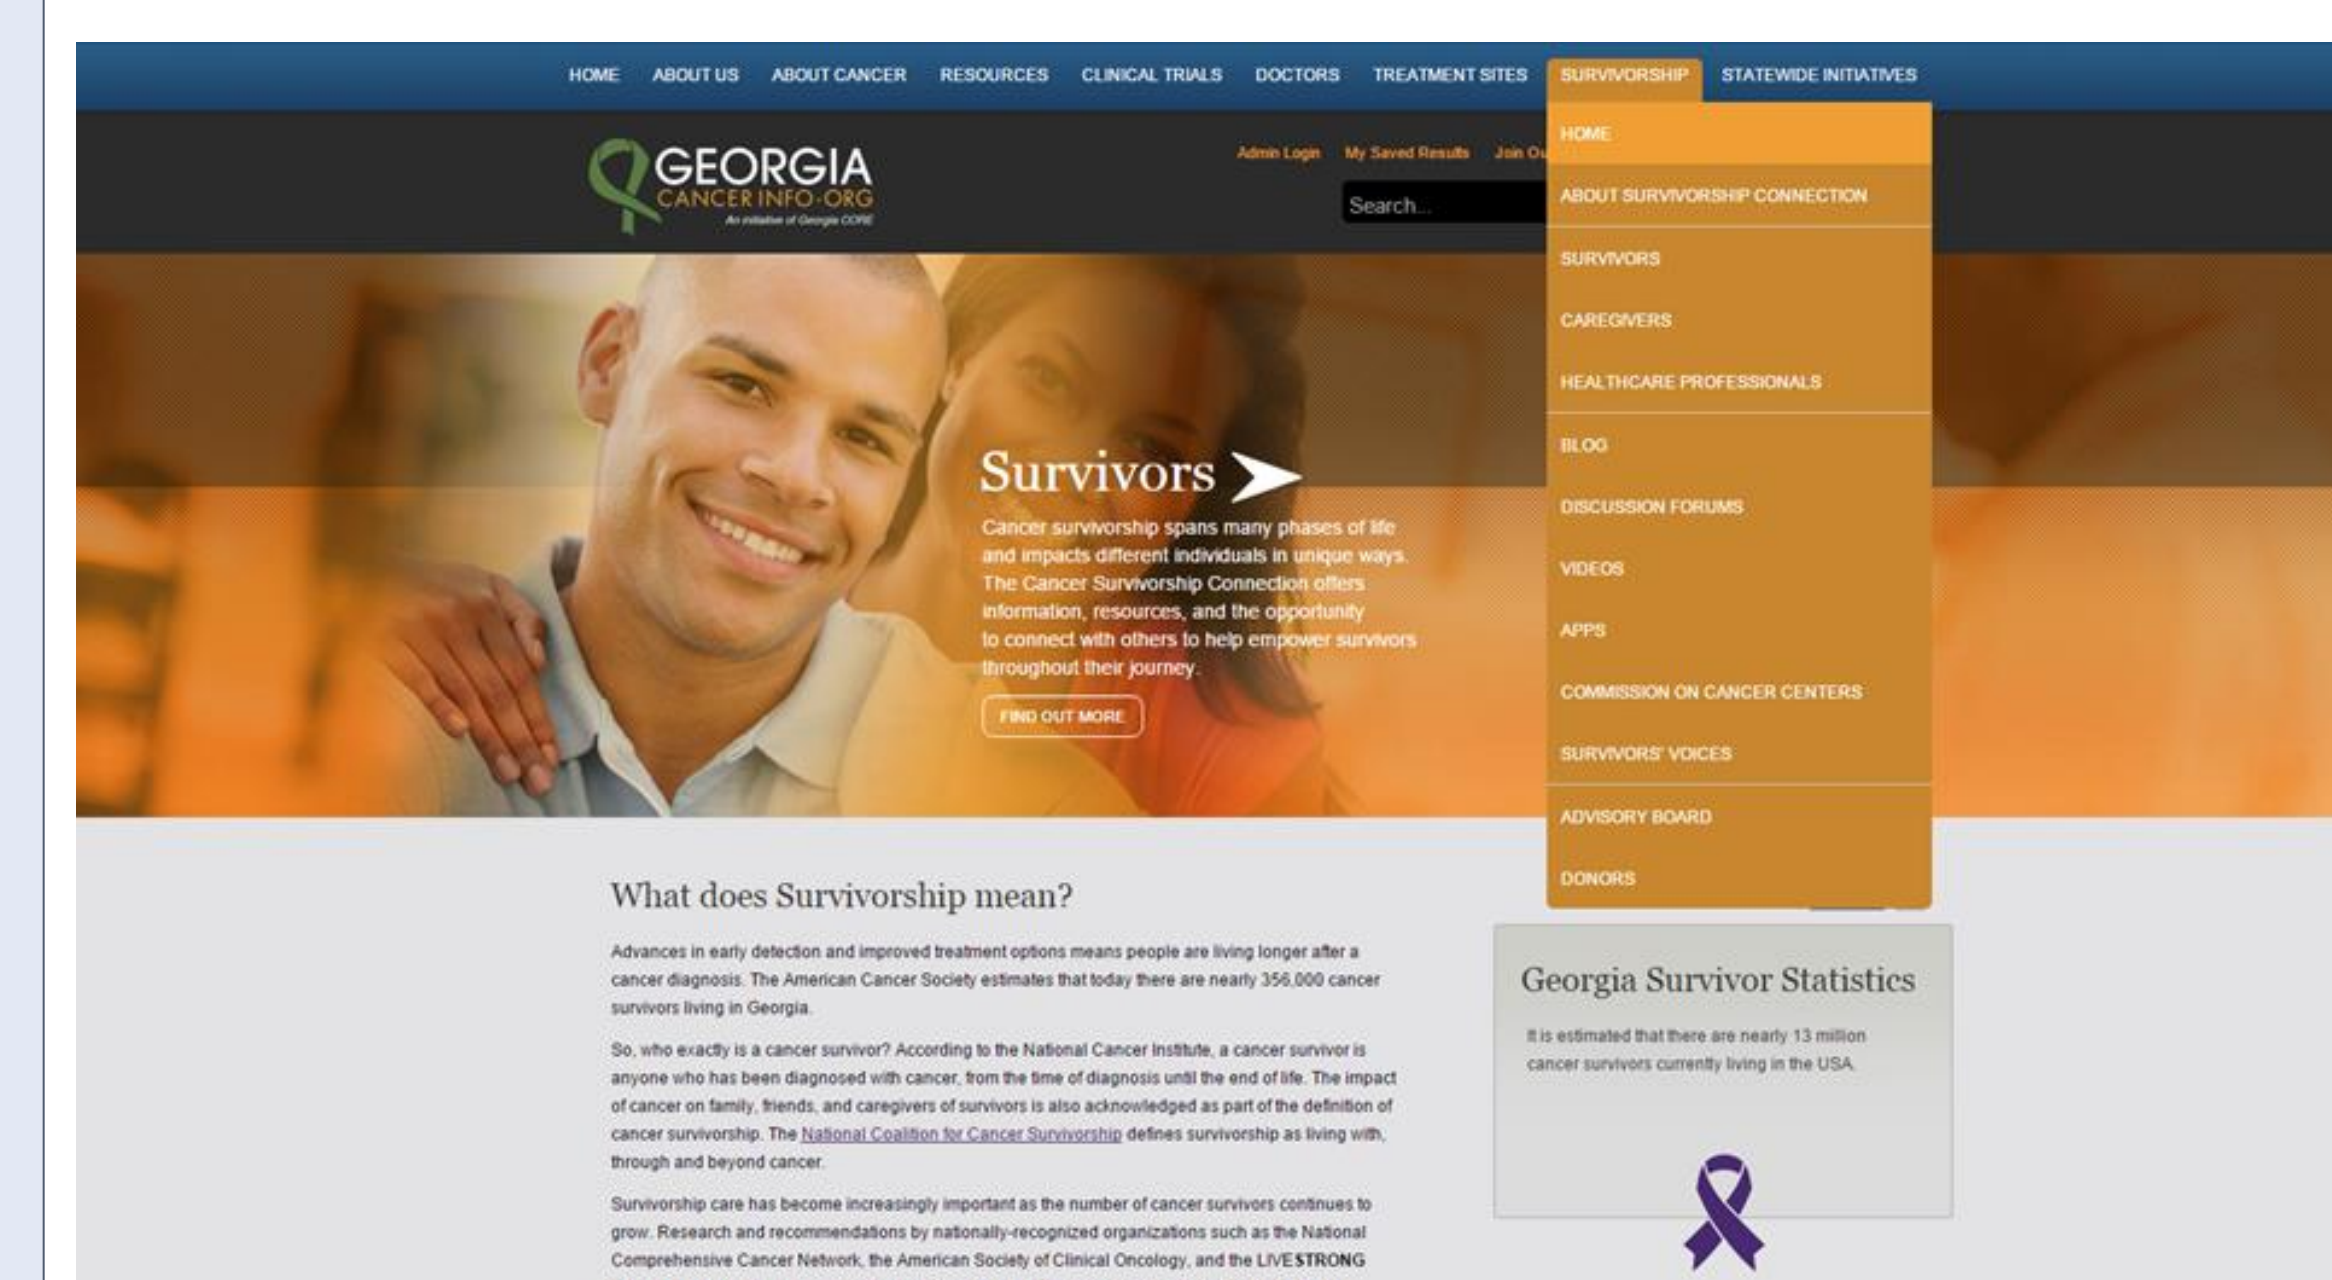 HOME ABOUT US ABOUT CANCER RESOURCES CLINICAL TRIALS DOCTORS TREATMENT SITES SURVIVORSHIP STATEWIDE INITIATIVES
GEORGIA
CANCER INFO·ORG
An initiative of Georgia CORE
Admin Login My Saved Results Join Ou
Search...
HOME
ABOUT SURVIVORSHIP CONNECTION
SURVIVORS
CAREGIVERS
HEALTHCARE PROFESSIONALS
BLOG
DISCUSSION FORUMS
VIDEOS
APPS
COMMISSION ON CANCER CENTERS
SURVIVORS' VOICES
ADVISORY BOARD
DONORS
Survivors
Cancer survivorship spans many phases of life
and impacts different individuals in unique ways.
The Cancer Survivorship Connection offers
information, resources, and the opportunity
to connect with others to help empower survivors
throughout their journey.
FIND OUT MORE
What does Survivorship mean?
Advances in early detection and improved treatment options means people are living longer after a
cancer diagnosis. The American Cancer Society estimates that today there are nearly 356,000 cancer
survivors living in Georgia.
So, who exactly is a cancer survivor? According to the National Cancer Institute, a cancer survivor is
anyone who has been diagnosed with cancer, from the time of diagnosis until the end of life. The impact
of cancer on family, friends, and caregivers of survivors is also acknowledged as part of the definition of
cancer survivorship. The National Coalition for Cancer Survivorship defines survivorship as living with,
through and beyond cancer.
Survivorship care has become increasingly important as the number of cancer survivors continues to
grow. Research and recommendations by nationally-recognized organizations such as the National
Comprehensive Cancer Network, the American Society of Clinical Oncology, and the LIVESTRONG
Georgia Survivor Statistics
It is estimated that there are nearly 13 million
cancer survivors currently living in the USA.